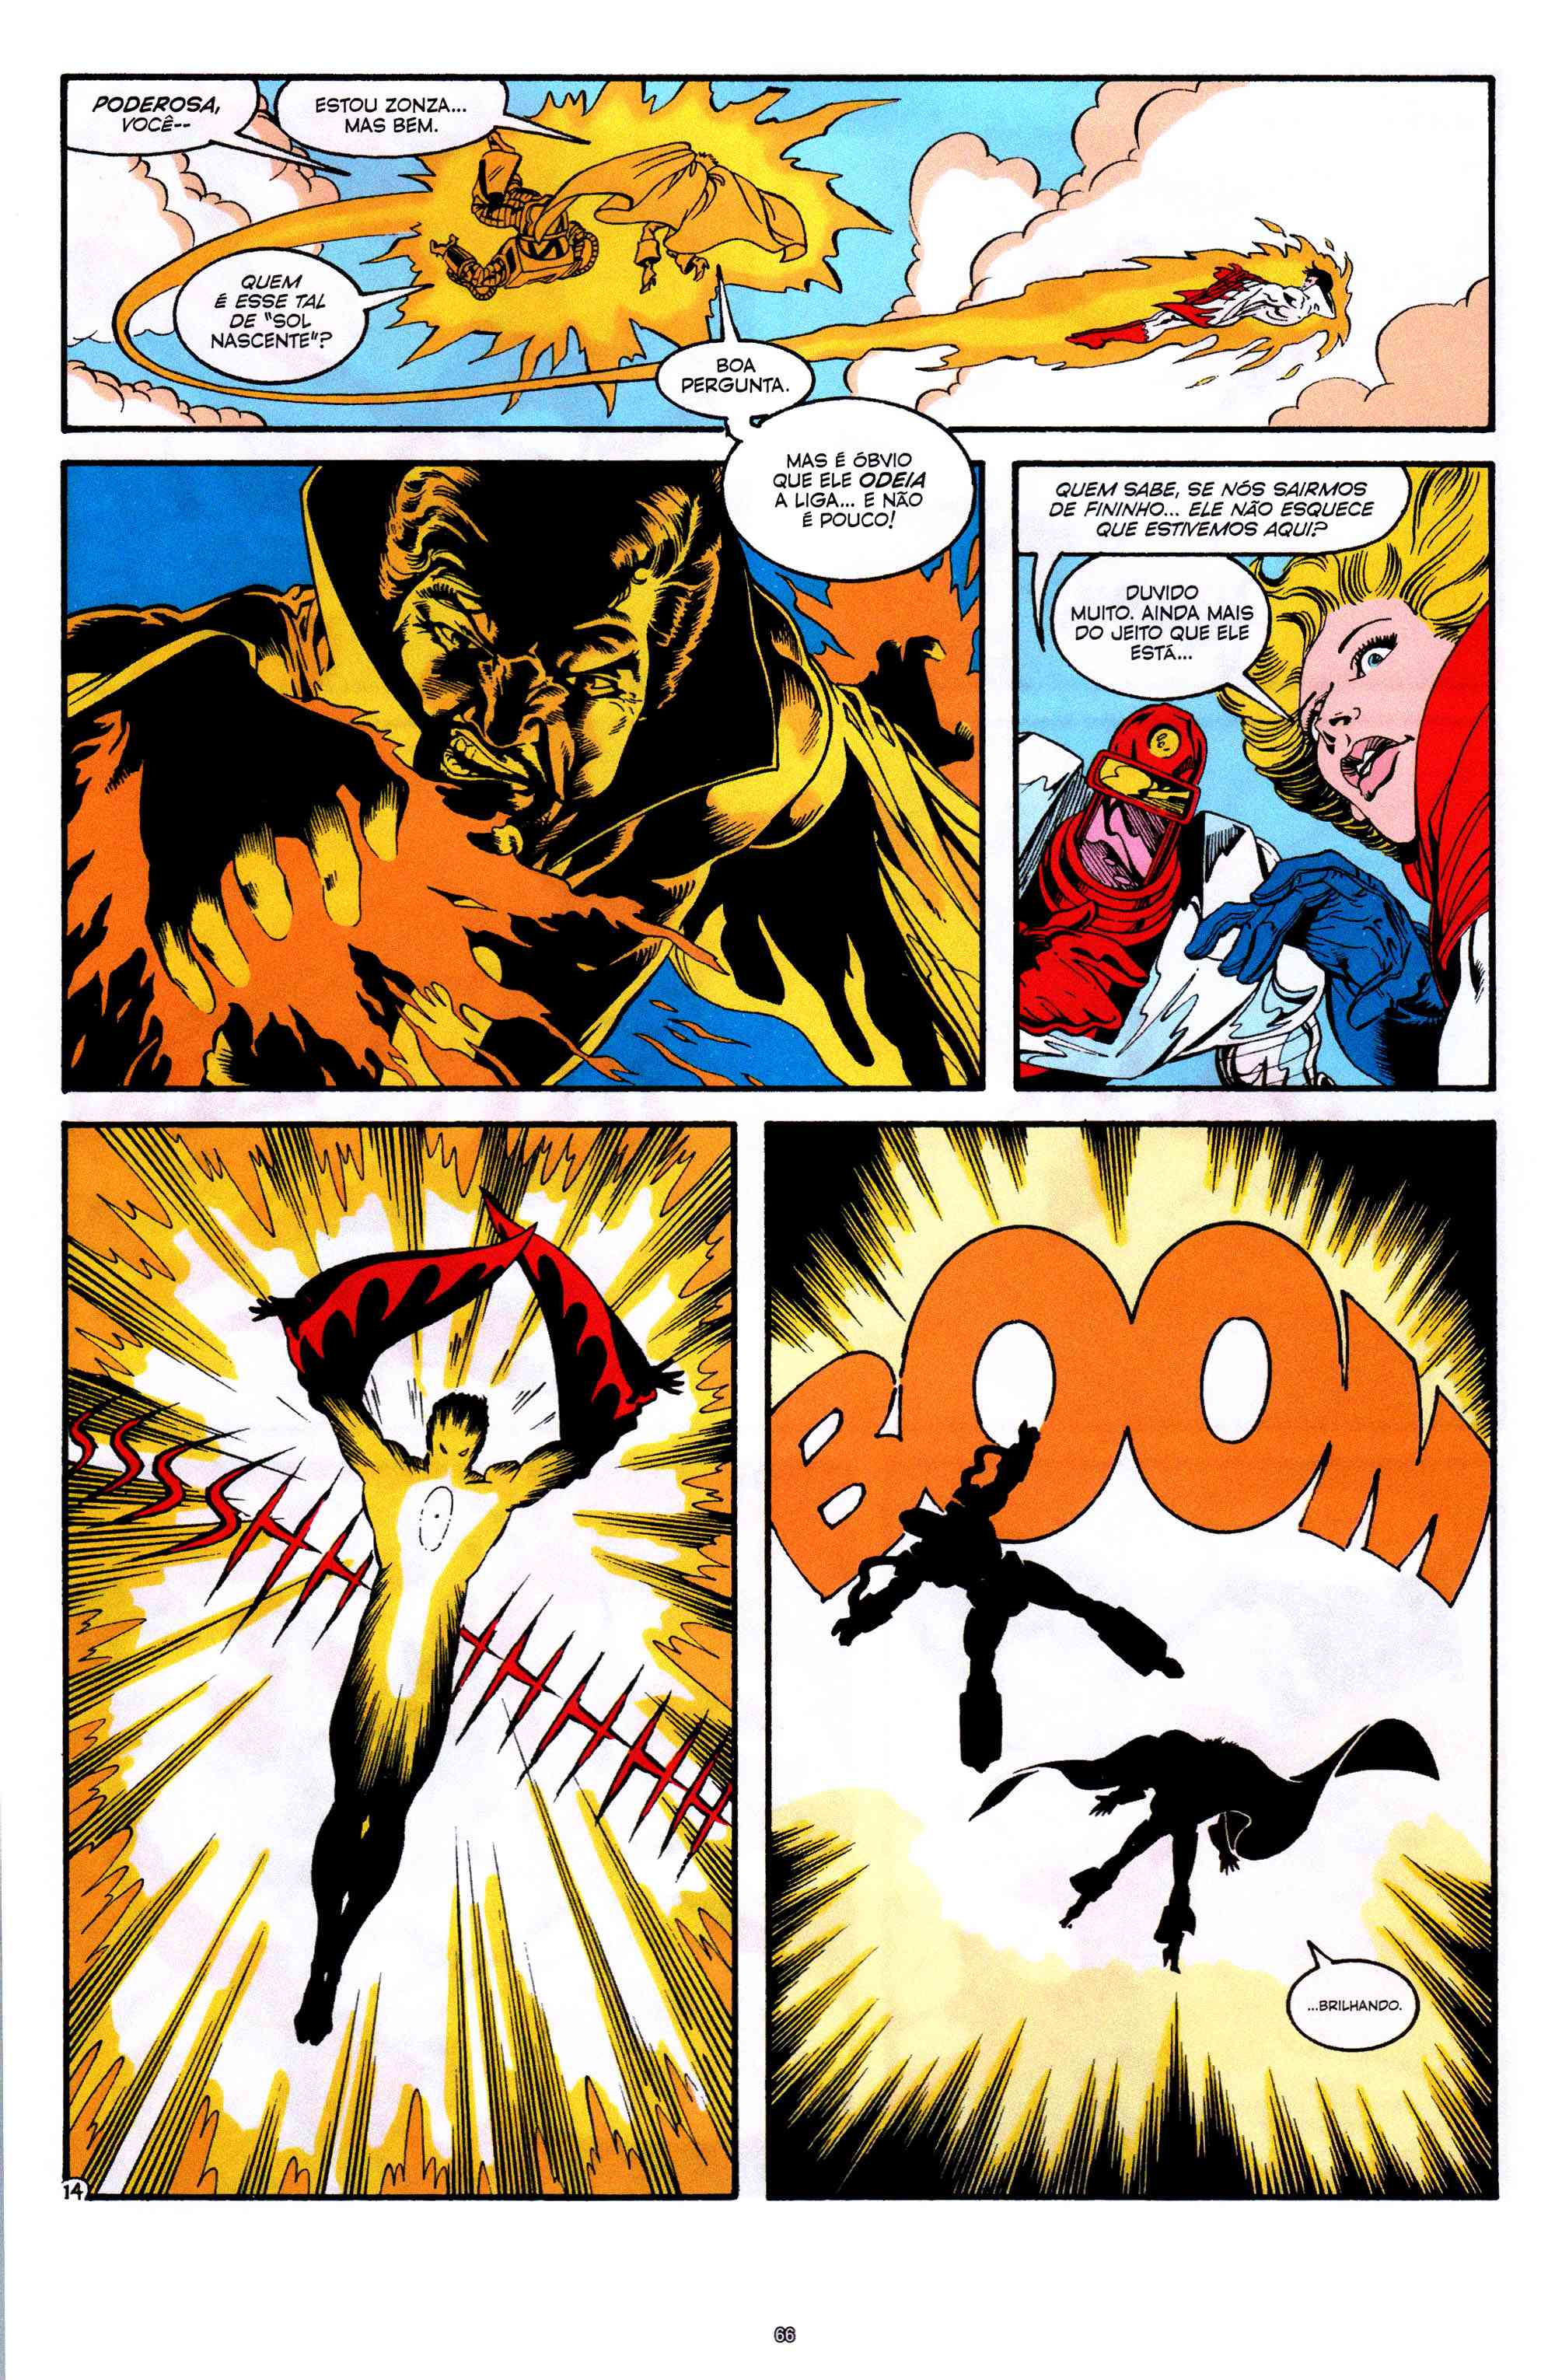 PODEROSA,
VOCÊ--
ESTOU ZONZA...
MAS BEM.
QUEM
É ESSE TAL
DE "SOL
NASCENTE"?
BOA
PERGUNTA.
MAS É ÓBVIO
QUE ELE ODEIA
A LIGA... E NÃO
É POUCO!
QUEM SABE, SE NÓS SAIRMOS
DE FININHO... ELE NÃO ESQUECE
QUE ESTIVEMOS AQUI?
DUVIDO
MUITO. AINDA MAIS
DO JEITO QUE ELE
ESTÁ...
SSSSHHHHHHHHHH
BOOM
...BRILHANDO.
14
66